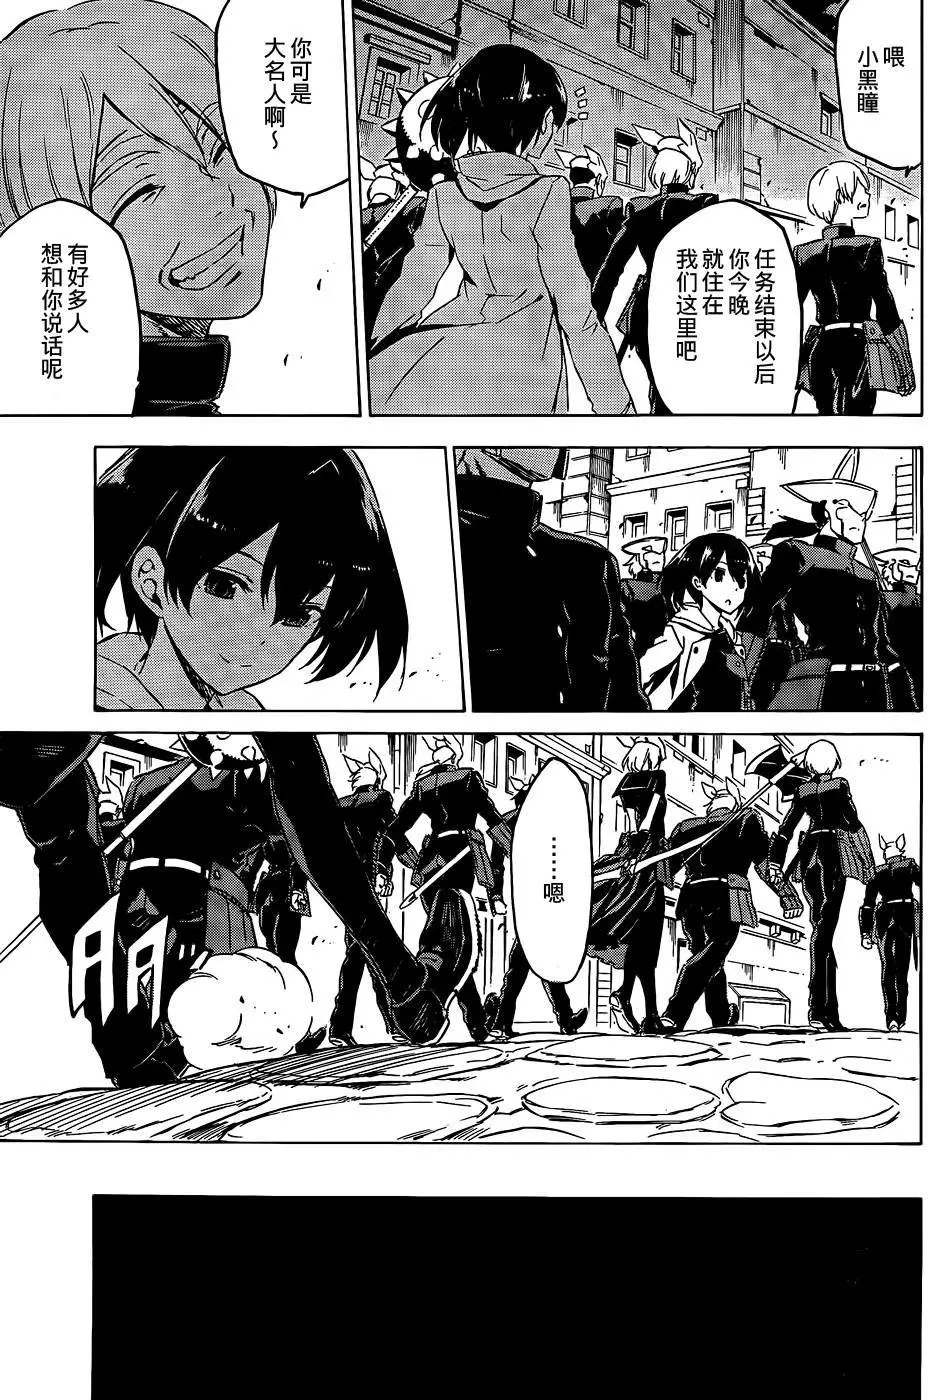 喂
小黑瞳
任务结束以后
你今晚
就住在
我们这里吧
你可是
大名人啊～
有好多人
想和你说话呢
……
嗯